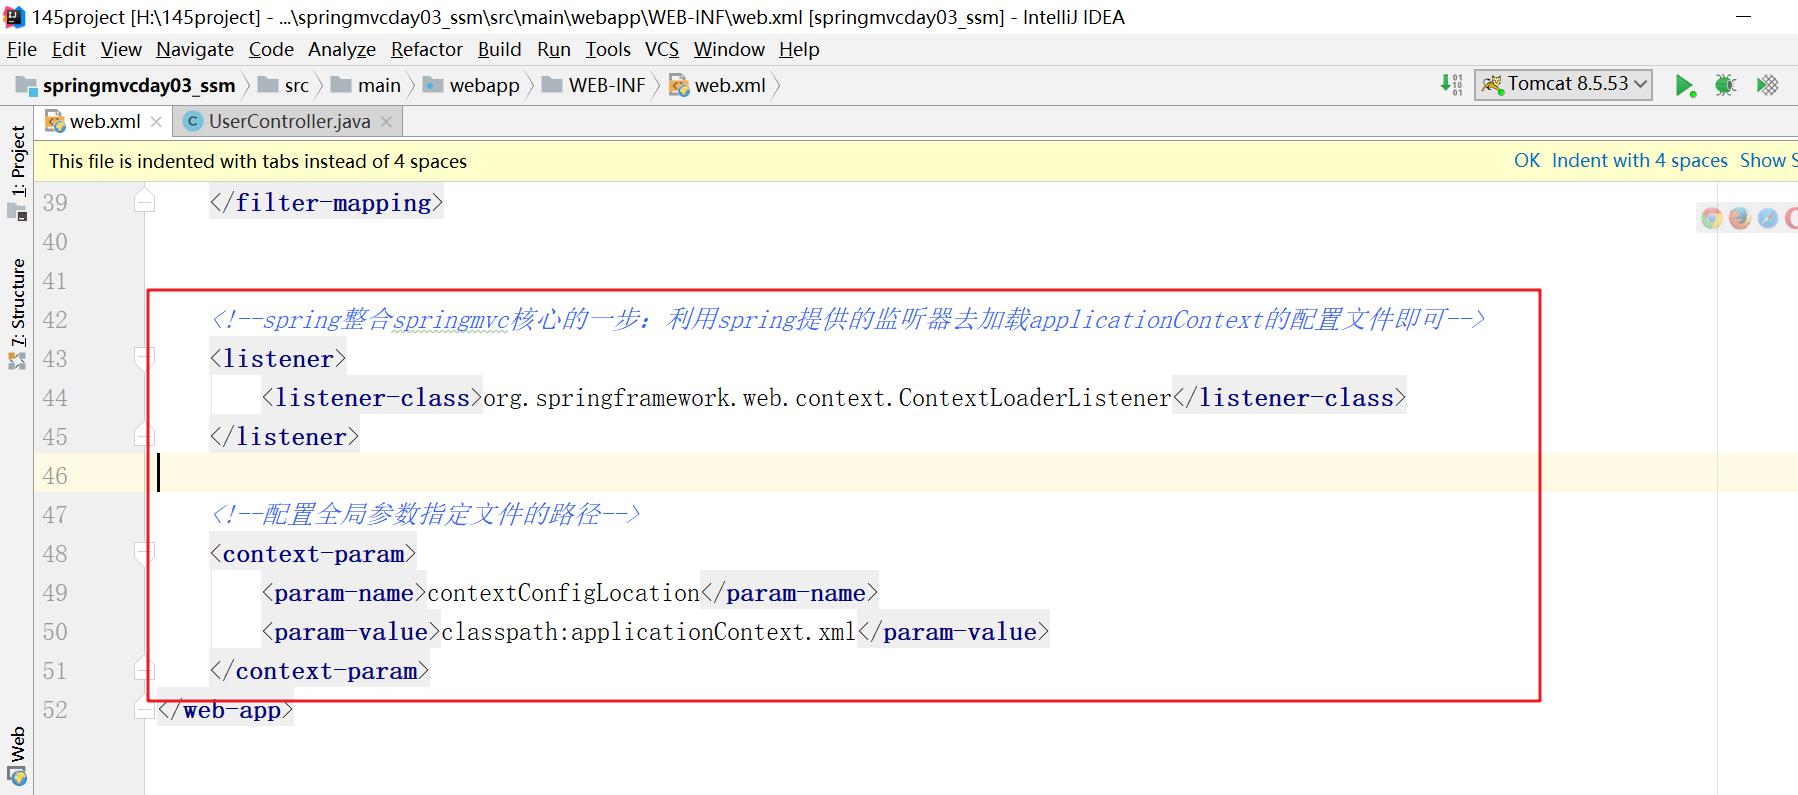 145project [H:\145project] - ...\springmvcday03_ssm\src\main\webapp\WEB-INF\web.xml [springmvcday03_ssm] - IntelliJ IDEA
File Edit View Navigate Code Analyze Refactor Build Run Tools VCS Window Help
springmvcday03_ssm src main webapp WEB-INF web.xml Tomcat 8.5.53
web.xml UserController.java
This file is indented with tabs instead of 4 spaces OK Indent with 4 spaces Show S
1: Project
7: Structure
Web
39 </filter-mapping>
40
41
42 <!--spring整合springmvc核心的一步：利用spring提供的监听器去加载applicationContext的配置文件即可-->
43 <listener>
44 <listener-class>org.springframework.web.context.ContextLoaderListener</listener-class>
45 </listener>
46
47 <!--配置全局参数指定文件的路径-->
48 <context-param>
49 <param-name>contextConfigLocation</param-name>
50 <param-value>classpath:applicationContext.xml</param-value>
51 </context-param>
52 </web-app>